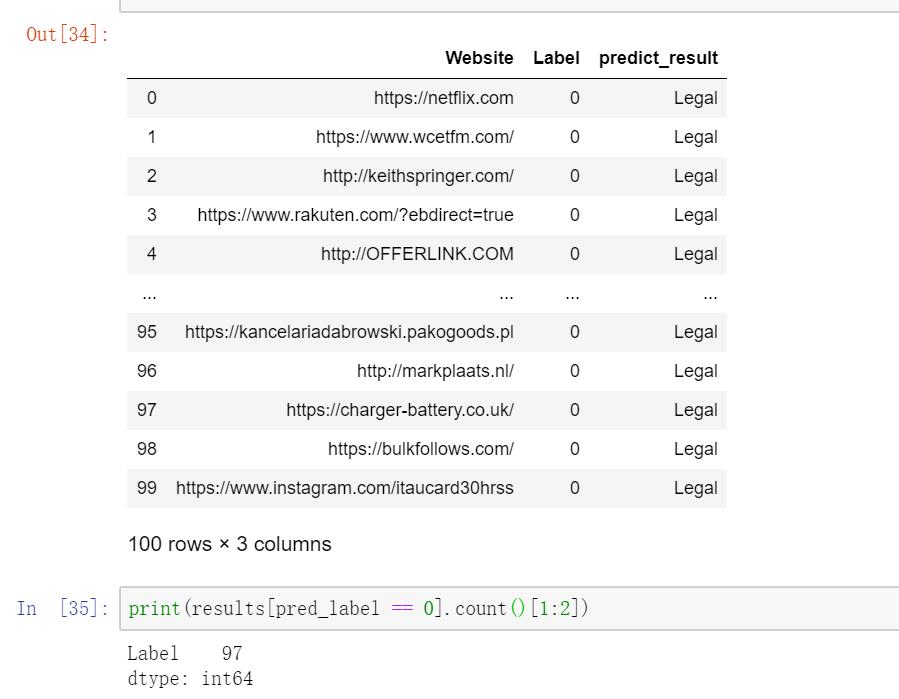 Out[34]:
Website Label predict_result
0 https://netflix.com 0 Legal
1 https://www.wcetfm.com/ 0 Legal
2 http://keithspringer.com/ 0 Legal
3 https://www.rakuten.com/?ebdirect=true 0 Legal
4 http://OFFERLINK.COM 0 Legal
... ... ... ...
95 https://kancelariadabrowski.pakogoods.pl 0 Legal
96 http://markplaats.nl/ 0 Legal
97 https://charger-battery.co.uk/ 0 Legal
98 https://bulkfollows.com/ 0 Legal
99 https://www.instagram.com/itaucard30hrss 0 Legal
100 rows × 3 columns
In [35]: print(results[pred_label == 0].count()[1:2])
Label 97
dtype: int64